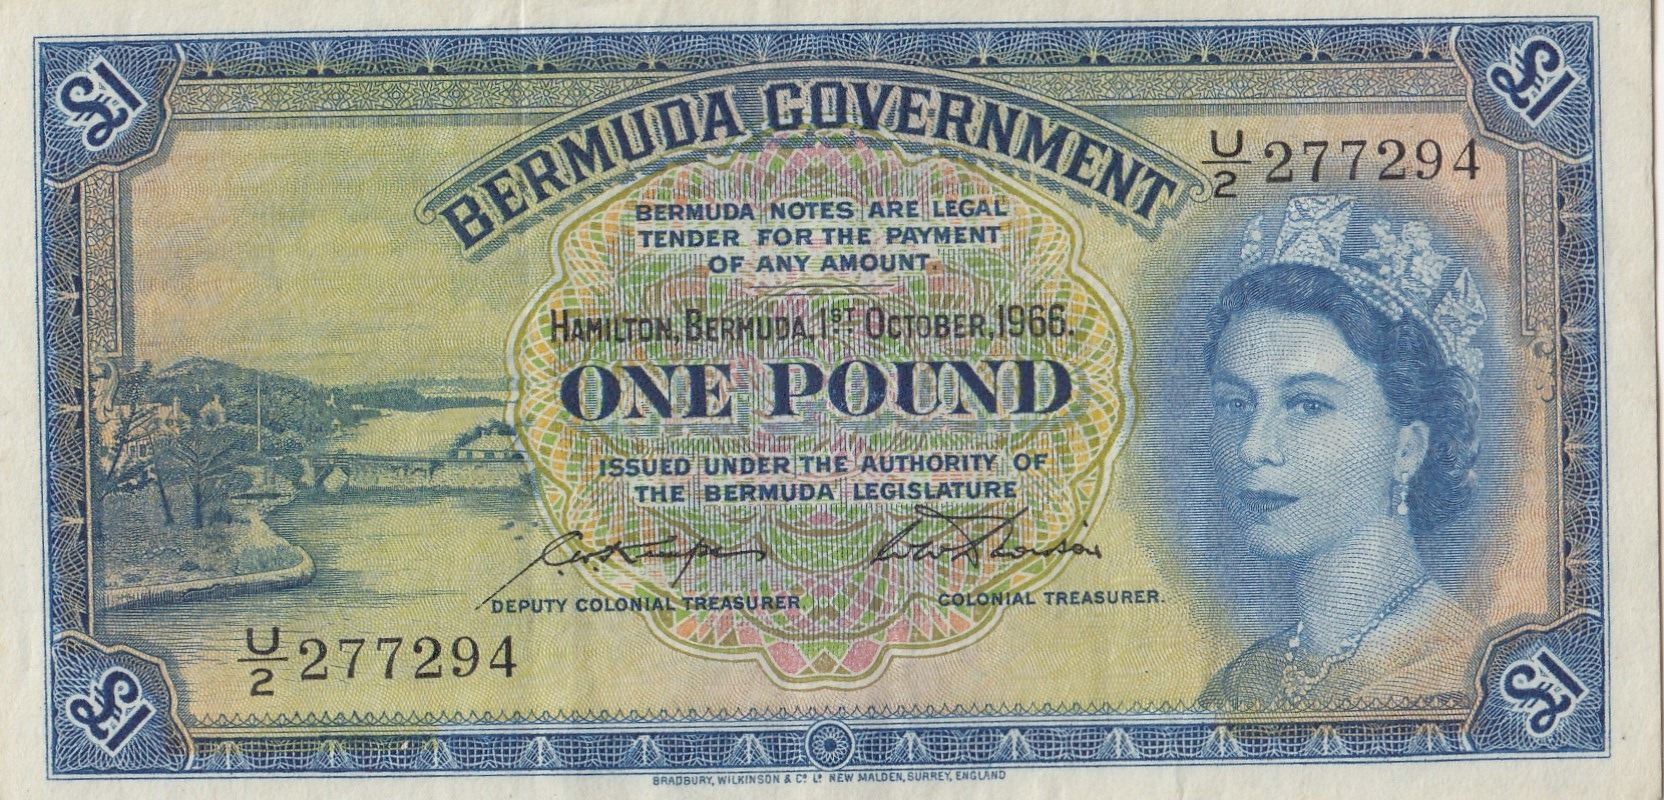 £1
£1
BERMUDA GOVERNMENT
U/2 277294
BERMUDA NOTES ARE LEGAL
TENDER FOR THE PAYMENT
OF ANY AMOUNT.
HAMILTON, BERMUDA, 1ST OCTOBER, 1966.
ONE POUND
ISSUED UNDER THE AUTHORITY OF
THE BERMUDA LEGISLATURE
DEPUTY COLONIAL TREASURER
COLONIAL TREASURER.
U/2 277294
£1
£1
BRADBURY, WILKINSON & Co. Ld. NEW MALDEN, SURREY, ENGLAND